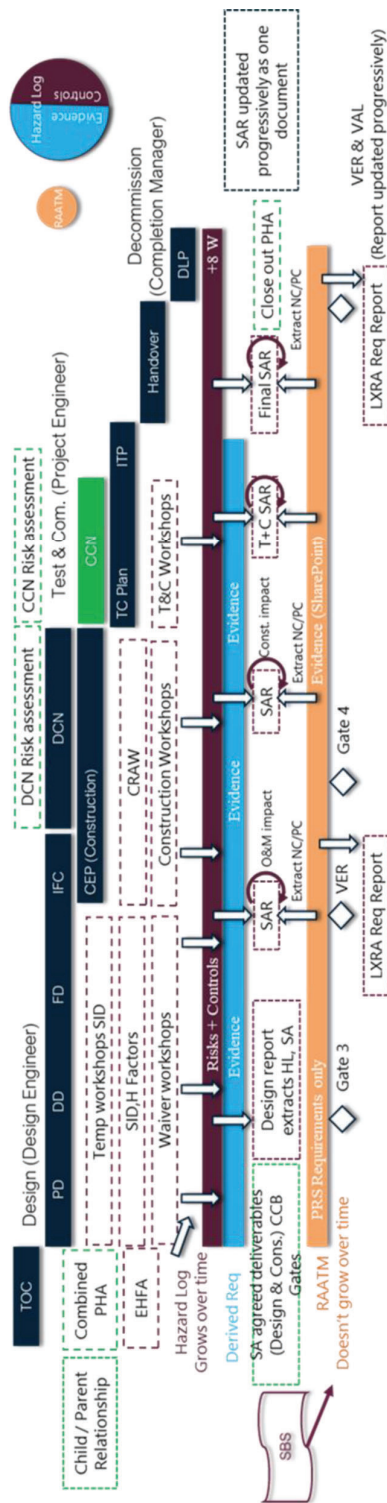 Hazard Log
Controls
Evidence
RAATM
TOC
Design (Design Engineer)
PD
DD
FD
IFC
DCN
DCN Risk assessment
CCN Risk assessment
Test & Com. (Project Engineer)
CCN
CEP (Construction)
TC Plan
ITP
Decommission
(Completion Manager)
Handover
DLP
Child / Parent
Relationship
Combined
PHA
EHFA
Temp workshops SID
SID,H Factors
Waiver workshops
CRAW
Construction Workshops
T&C Workshops
Hazard Log
Grows over time
Risks + Controls
+8 W
Derived Req
Evidence
Evidence
Evidence
SA agreed deliverables
(Design & Cons.) CCB
Gates
Design report
extracts HL, SA
SAR
O&M impact
Extract NC/PC
SAR
Const. impact
Extract NC/PC
T+C SAR
Final SAR
Extract NC/PC
Close out PHA
SAR updated
progressively as one
document
SBS
RAATM
Doesn't grow over time
PRS Requirements only
Evidence (SharePoint)
Gate 3
VER
Gate 4
LXRA Req Report
LXRA Req Report
VER & VAL
(Report updated progressively)